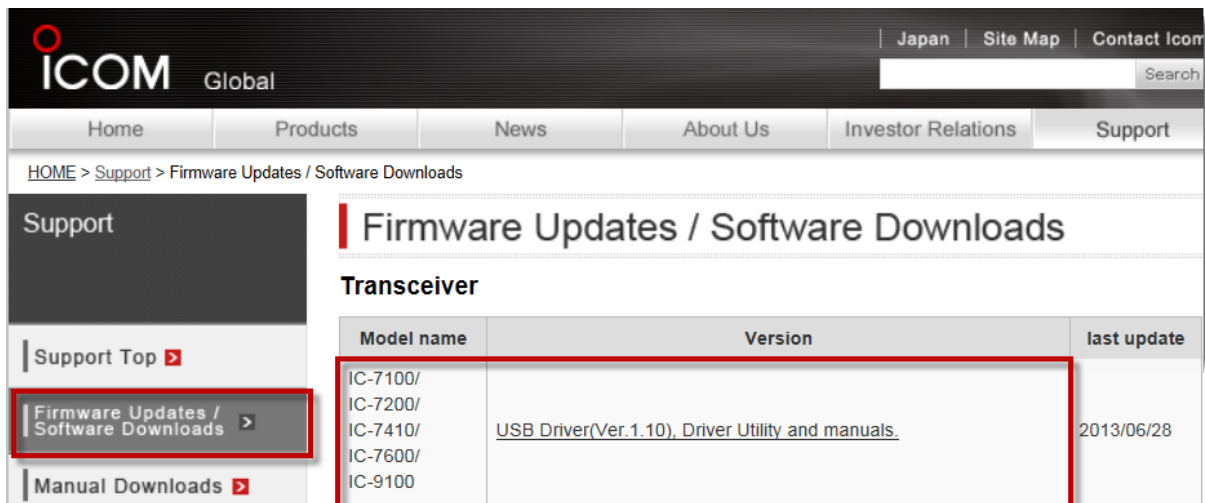 Japan | Site Map | Contact Icom
ICOM Global
Search
Home Products News About Us Investor Relations Support
HOME > Support > Firmware Updates / Software Downloads
Support
Support Top
Firmware Updates /
Software Downloads
Manual Downloads
Firmware Updates / Software Downloads
Transceiver
Model name Version last update
IC-7100/
IC-7200/
IC-7410/
IC-7600/
IC-9100
USB Driver(Ver.1.10), Driver Utility and manuals.
2013/06/28